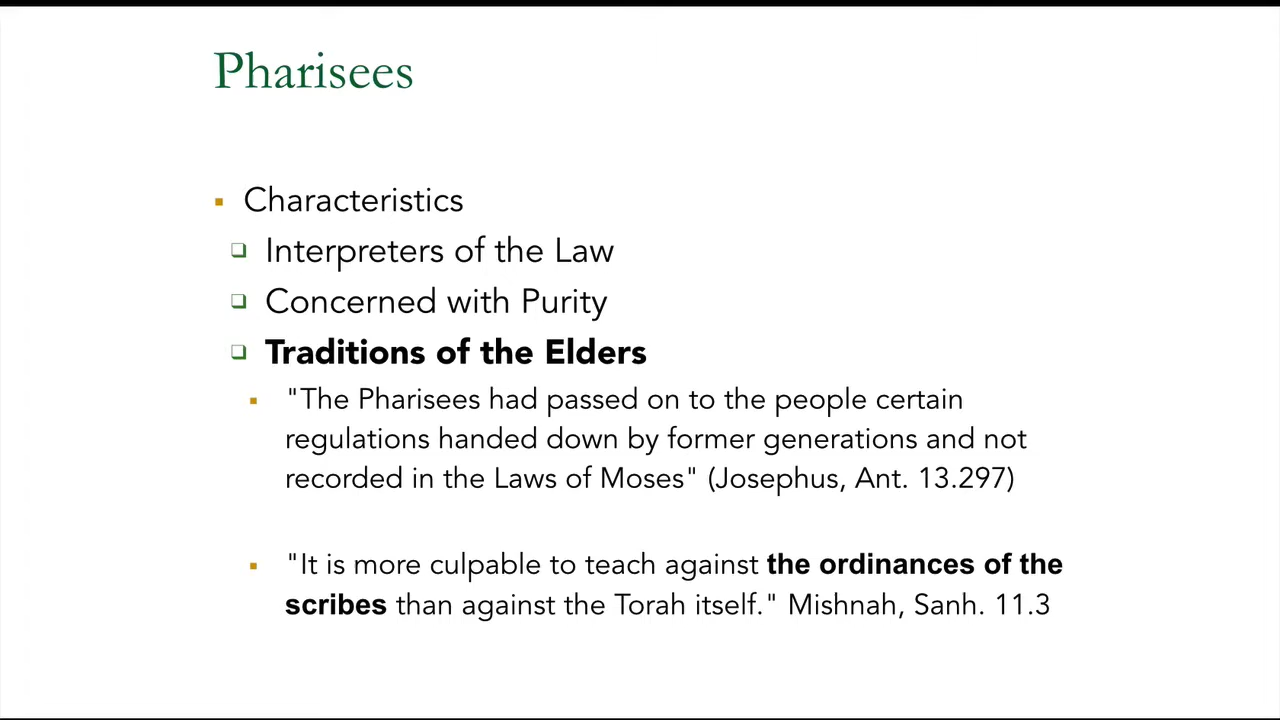 Pharisees
▪ Characteristics
❑ Interpreters of the Law
❑ Concerned with Purity
❑ Traditions of the Elders
▪ "The Pharisees had passed on to the people certain
regulations handed down by former generations and not
recorded in the Laws of Moses" (Josephus, Ant. 13.297)
▪ "It is more culpable to teach against the ordinances of the
scribes than against the Torah itself." Mishnah, Sanh. 11.3